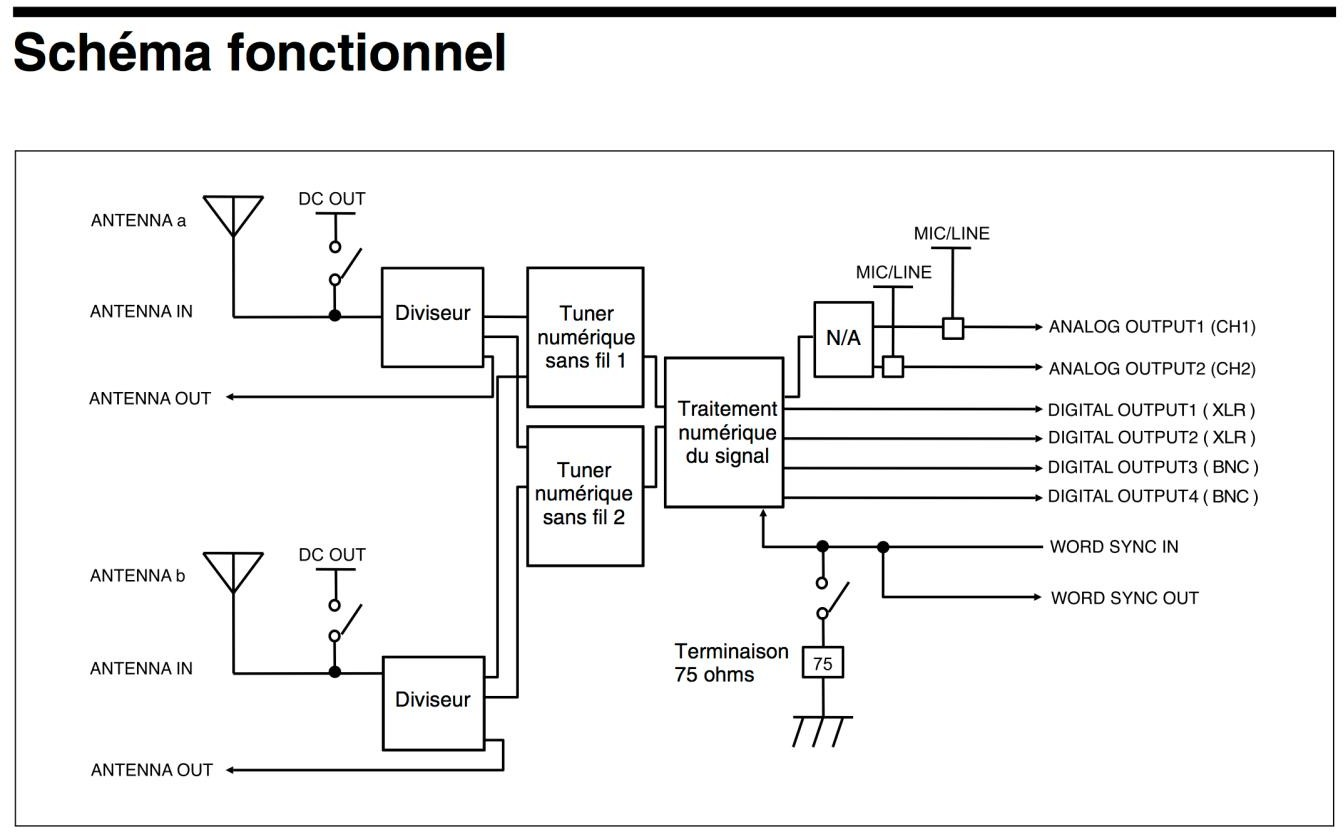 Schéma fonctionnel
DC OUT
ANTENNA a
MIC/LINE
MIC/LINE
ANTENNA IN
Diviseur
Tuner
numérique
sans fil 1
N/A
ANALOG OUTPUT1 (CH1)
ANALOG OUTPUT2 (CH2)
ANTENNA OUT
Traitement
numérique
du signal
DIGITAL OUTPUT1 ( XLR )
DIGITAL OUTPUT2 ( XLR )
DIGITAL OUTPUT3 ( BNC )
DIGITAL OUTPUT4 ( BNC )
Tuner
numérique
sans fil 2
DC OUT
ANTENNA b
WORD SYNC IN
WORD SYNC OUT
ANTENNA IN
Diviseur
Terminaison
75 ohms
75
ANTENNA OUT